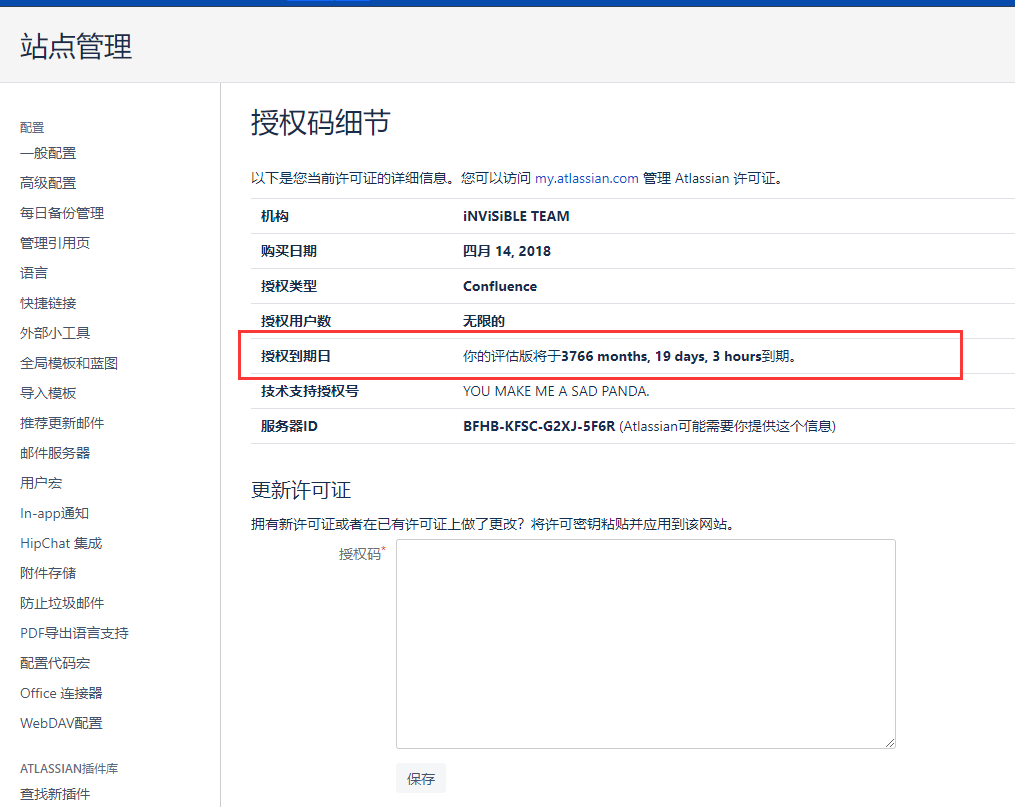 站点管理
配置
一般配置
高级配置
每日备份管理
管理引用页
语言
快捷链接
外部小工具
全局模板和蓝图
导入模板
推荐更新邮件
邮件服务器
用户宏
In-app通知
HipChat 集成
附件存储
防止垃圾邮件
PDF导出语言支持
配置代码宏
Office 连接器
WebDAV配置
ATLASSIAN插件库
查找新插件
授权码细节
以下是您当前许可证的详细信息。您可以访问 my.atlassian.com 管理 Atlassian 许可证。
机构 iNViSiBLE TEAM
购买日期 四月 14, 2018
授权类型 Confluence
授权用户数 无限的
授权到期日 你的评估版将于3766 months, 19 days, 3 hours到期。
技术支持授权号 YOU MAKE ME A SAD PANDA.
服务器ID BFHB-KFSC-G2XJ-5F6R (Atlassian可能需要你提供这个信息)
更新许可证
拥有新许可证或者在已有许可证上做了更改？将许可密钥粘贴并应用到该网站。
授权码*
保存